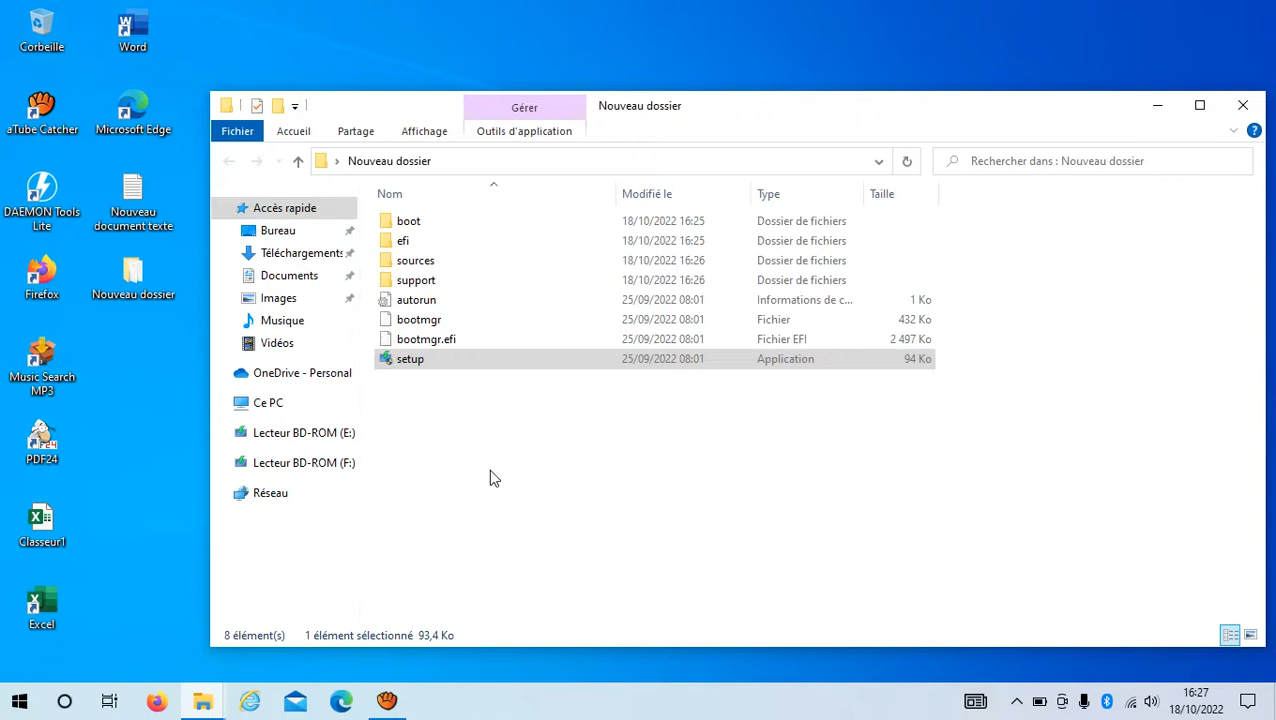 Corbeille
Word
aTube Catcher
Microsoft Edge
DAEMON Tools
Lite
Nouveau
document texte
Firefox
Nouveau dossier
Music Search
MP3
PDF24
Classeur1
Excel
Gérer
Nouveau dossier
Fichier
Accueil
Partage
Affichage
Outils d'application
Nouveau dossier
Rechercher dans : Nouveau dossier
Accès rapide
Bureau
Téléchargements
Documents
Images
Musique
Vidéos
OneDrive - Personal
Ce PC
Lecteur BD-ROM (E:)
Lecteur BD-ROM (F:)
Réseau
Nom Modifié le Type Taille
boot 18/10/2022 16:25 Dossier de fichiers
efi 18/10/2022 16:25 Dossier de fichiers
sources 18/10/2022 16:26 Dossier de fichiers
support 18/10/2022 16:26 Dossier de fichiers
autorun 25/09/2022 08:01 Informations de c... 1 Ko
bootmgr 25/09/2022 08:01 Fichier 432 Ko
bootmgr.efi 25/09/2022 08:01 Fichier EFI 2 497 Ko
setup 25/09/2022 08:01 Application 94 Ko
8 élément(s) 1 élément sélectionné 93,4 Ko
16:27
18/10/2022